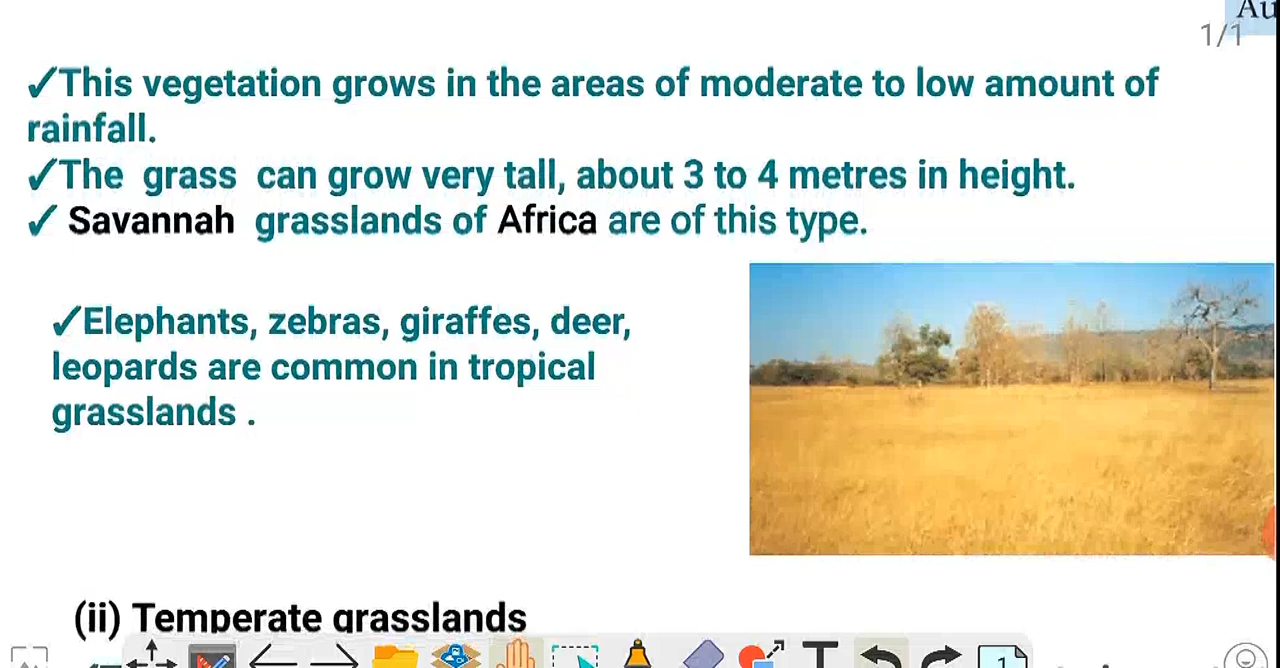 Au
1/1
✓This vegetation grows in the areas of moderate to low amount of
rainfall.
✓The grass can grow very tall, about 3 to 4 metres in height.
✓ Savannah grasslands of Africa are of this type.
✓Elephants, zebras, giraffes, deer,
leopards are common in tropical
grasslands .
(ii) Temperate grasslands
T
1